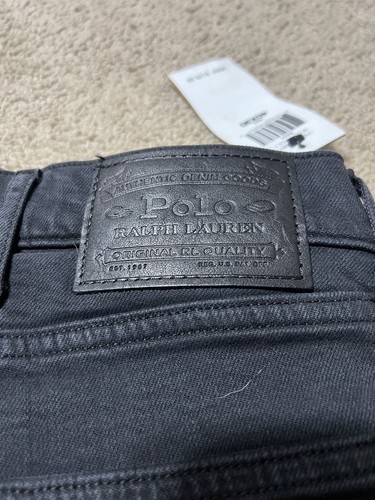 AUTHENTIC DENIM GOODS
Polo
RALPH LAUREN
ORIGINAL RL QUALITY
EST. 1967 REG. U.S. PAT. OFF.